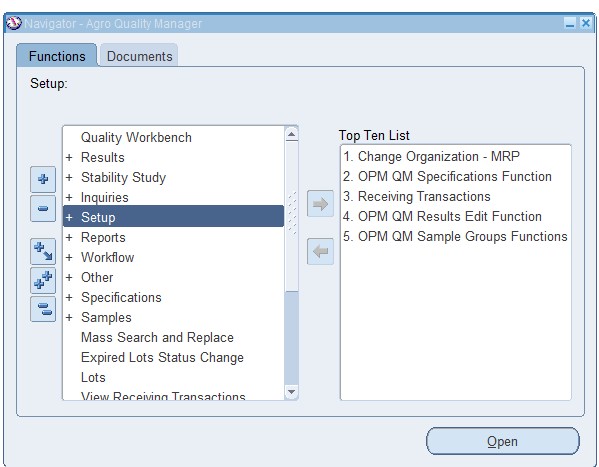 Navigator - Agro Quality Manager
Functions
Documents
Setup:
Quality Workbench
+ Results
+ Stability Study
+ Inquiries
+ Setup
+ Reports
+ Workflow
+ Other
+ Specifications
+ Samples
Mass Search and Replace
Expired Lots Status Change
Lots
View Receiving Transactions
Top Ten List
1. Change Organization - MRP
2. OPM QM Specifications Function
3. Receiving Transactions
4. OPM QM Results Edit Function
5. OPM QM Sample Groups Functions
Open